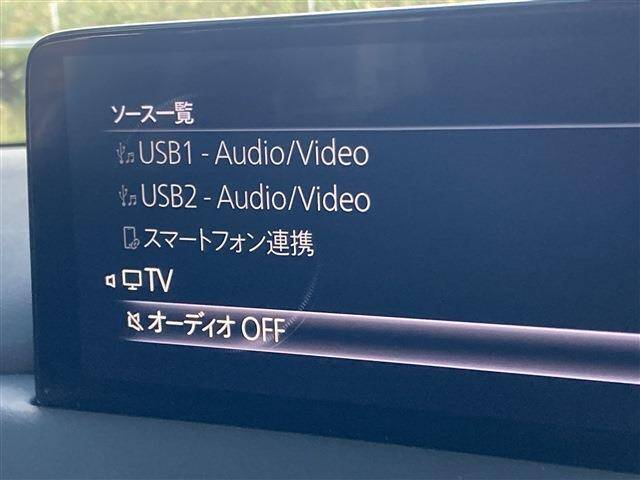 ソース一覧
USB1 - Audio/Video
USB2 - Audio/Video
スマートフォン連携
TV
オーディオ OFF